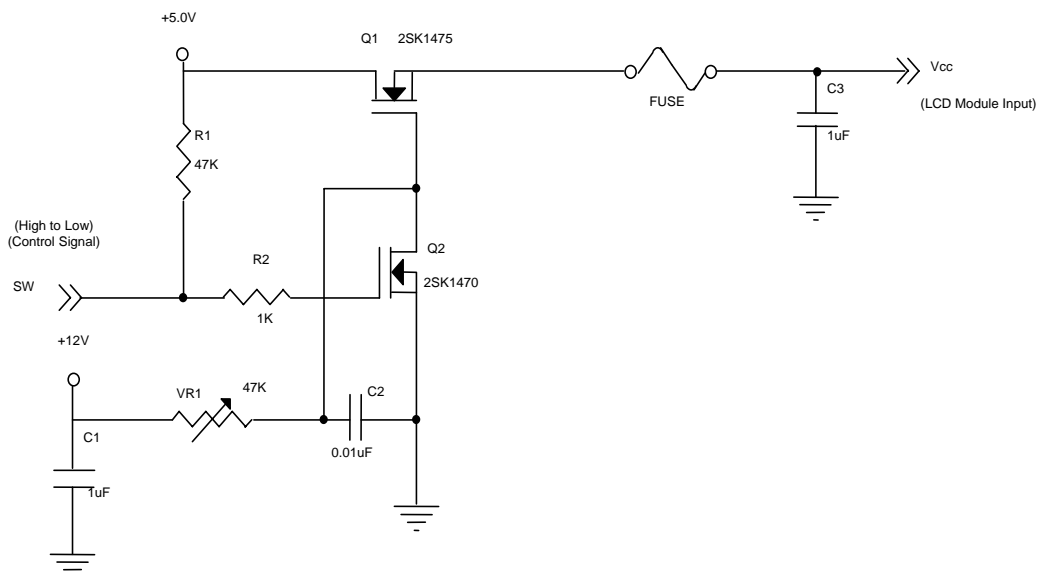 +5.0V
Q1 2SK1475
Vcc
(LCD Module Input)
FUSE
C3
1uF
R1
47K
(High to Low)
(Control Signal)
SW
R2
1K
Q2
2SK1470
+12V
VR1
47K
C2
0.01uF
C1
1uF